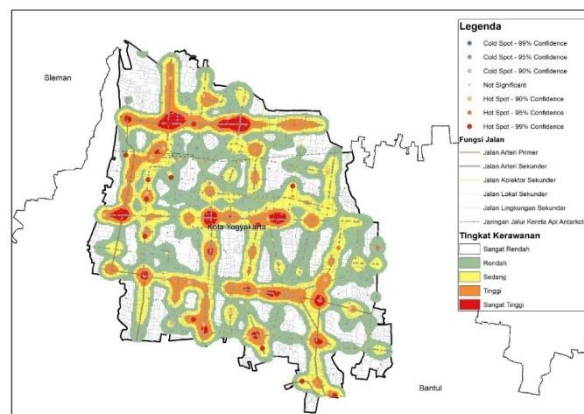 Sleman
Kota Yogyakarta
Bantul
Legenda
Cold Spot - 99% Confidence
Cold Spot - 95% Confidence
Cold Spot - 90% Confidence
Not Significant
Hot Spot - 90% Confidence
Hot Spot - 95% Confidence
Hot Spot - 99% Confidence
Fungsi Jalan
Jalan Arteri Primer
Jalan Arteri Sekunder
Jalan Kolektor Sekunder
Jalan Lokal Sekunder
Jalan Lingkungan Sekunder
Jaringan Jalur Kereta Api Antarkot
Tingkat Kerawanan
Sangat Rendah
Rendah
Sedang
Tinggi
Sangat Tinggi